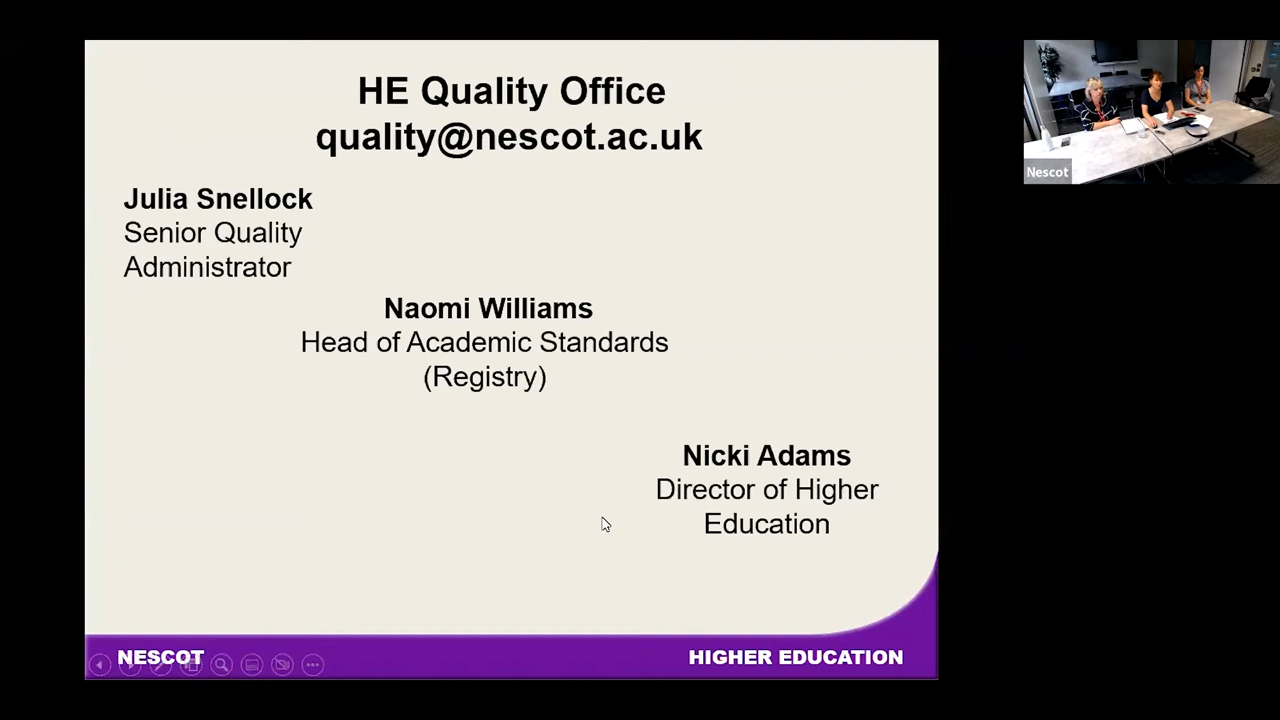 HE Quality Office
quality@nescot.ac.uk
Julia Snellock
Senior Quality
Administrator
Naomi Williams
Head of Academic Standards
(Registry)
Nicki Adams
Director of Higher
Education
NESCOT
HIGHER EDUCATION
Nescot